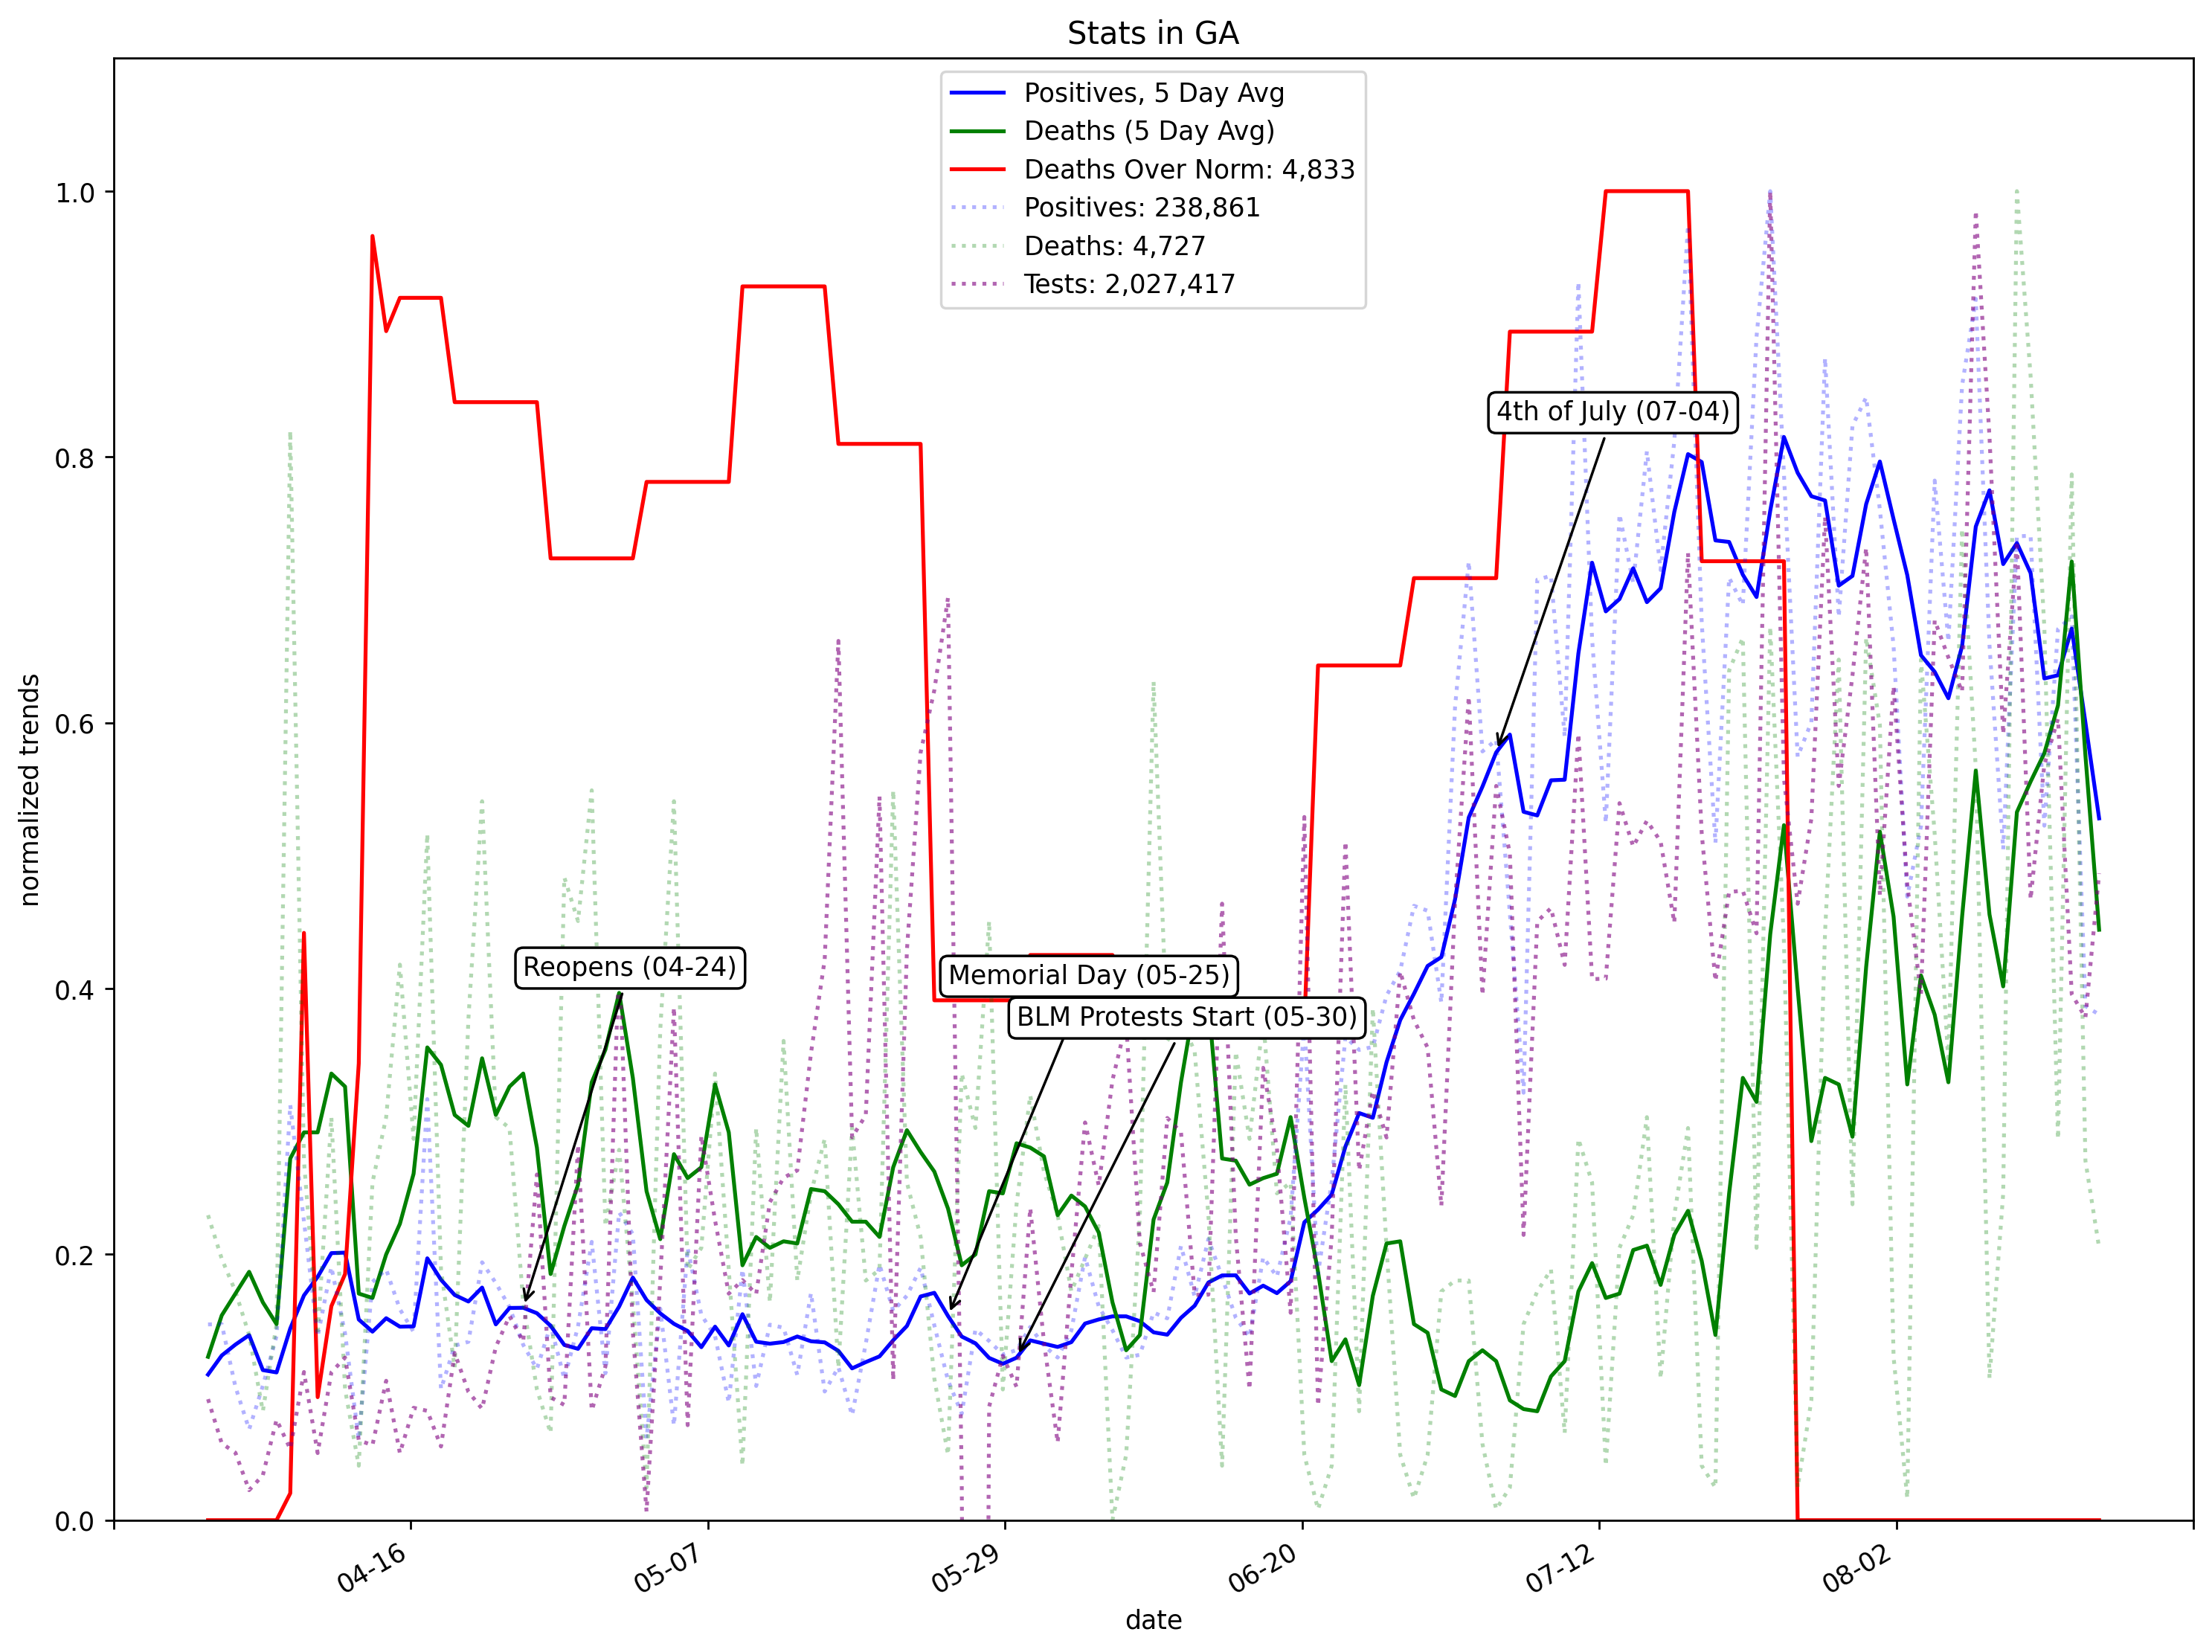 Stats in GA
Positives, 5 Day Avg
Deaths (5 Day Avg)
Deaths Over Norm: 4,833
Positives: 238,861
Deaths: 4,727
Tests: 2,027,417
1.0
0.8
0.6
0.4
0.2
0.0
normalized trends
4th of July (07-04)
Reopens (04-24)
Memorial Day (05-25)
BLM Protests Start (05-30)
04-16
05-07
05-29
06-20
07-12
08-02
date